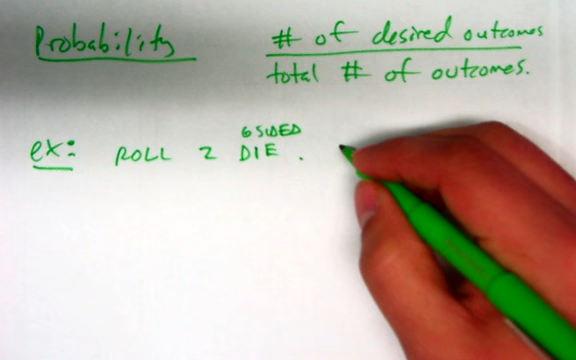 Probability
# of desired outcomes
total # of outcomes.
6 SIDED
ex: ROLL 2 DIE.